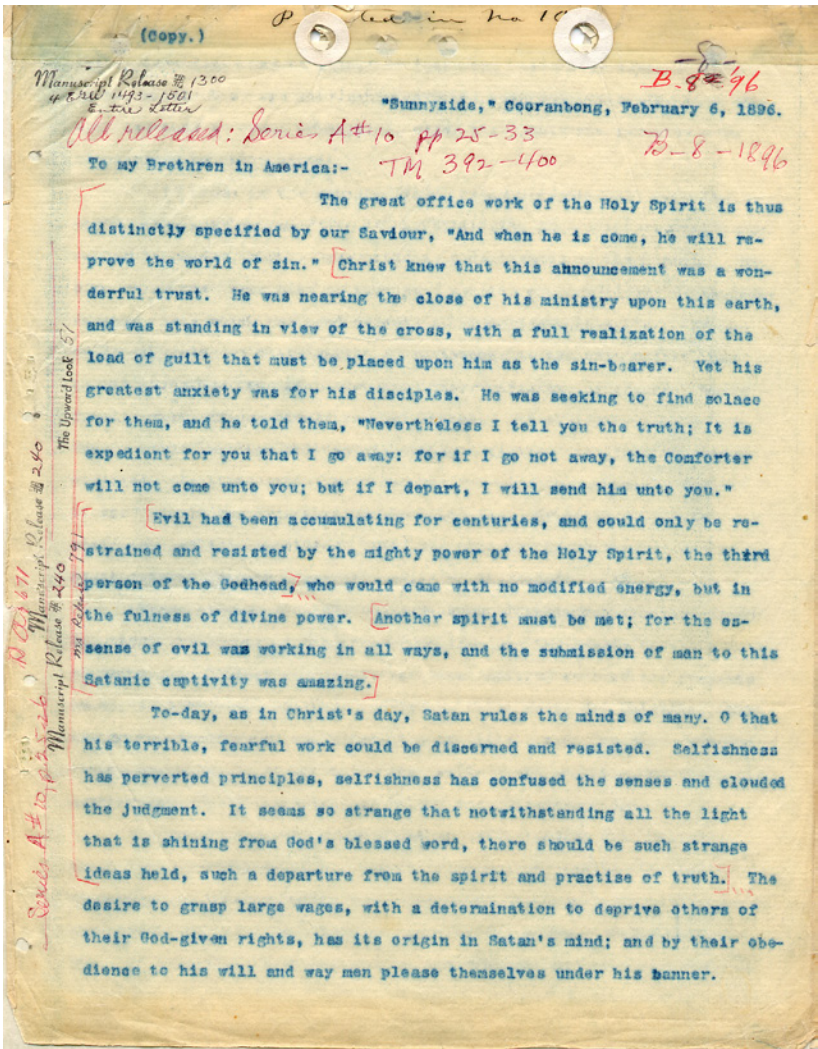 (Copy.)
in No 10
Manuscript Release # 1300
+ EGW 1493-1501
Entire Letter
B-8-'96
"Sunnyside," Cooranbong, February 6, 1896.
All released: Series A #10 pp 25-33
TM 392-400
B-8-1896
To my Brethren in America:-
The great office work of the Holy Spirit is thus
distinctly specified by our Saviour, "And when he is come, he will re-
prove the world of sin." [Christ knew that this announcement was a won-
derful trust. He was nearing the close of his ministry upon this earth,
and was standing in view of the cross, with a full realization of the
load of guilt that must be placed upon him as the sin-bearer. Yet his
greatest anxiety was for his disciples. He was seeking to find solace
for them, and he told them, "Nevertheless I tell you the truth; It is
expedient for you that I go away: for if I go not away, the Comforter
will not come unto you; but if I depart, I will send him unto you."
[Evil had been accumulating for centuries, and could only be re-
strained and resisted by the mighty power of the Holy Spirit, the third
person of the Godhead,] who would come with no modified energy, but in
the fulness of divine power. [Another spirit must be met; for the es-
sense of evil was working in all ways, and the submission of man to this
Satanic captivity was amazing.]
To-day, as in Christ's day, Satan rules the minds of many. O that
his terrible, fearful work could be discerned and resisted. Selfishness
has perverted principles, selfishness has confused the senses and clouded
the judgment. It seems so strange that notwithstanding all the light
that is shining from God's blessed word, there should be such strange
ideas held, such a departure from the spirit and practise of truth.] The
desire to grasp large wages, with a determination to deprive others of
their God-given rights, has its origin in Satan's mind; and by their obe-
dience to his will and way men please themselves under his banner.
The Upward Look 51
Ms Release 791
Manuscript Release # 240
Manuscript Release # 240
DA 671
Series A #10, p. 25-26